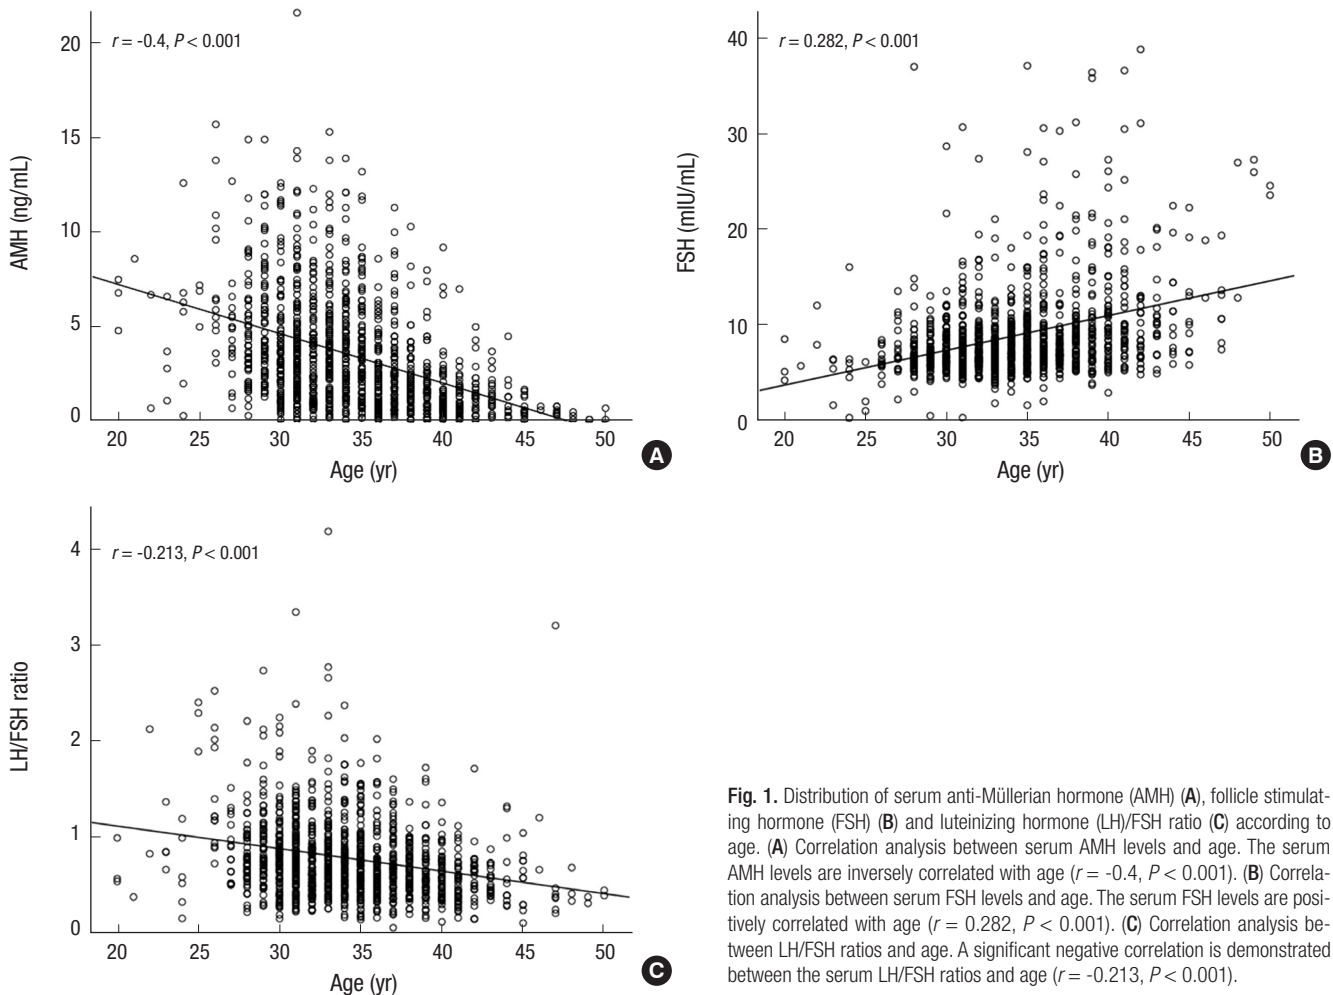 r = -0.4, P < 0.001
AMH (ng/mL)
20
15
10
5
0
20 25 30 35 40 45 50
Age (yr)
A
r = 0.282, P < 0.001
FSH (mIU/mL)
40
30
20
10
0
20 25 30 35 40 45 50
Age (yr)
B
r = -0.213, P < 0.001
LH/FSH ratio
4
3
2
1
0
20 25 30 35 40 45 50
Age (yr)
C
Fig. 1. Distribution of serum anti-Müllerian hormone (AMH) (A), follicle stimulat-
ing hormone (FSH) (B) and luteinizing hormone (LH)/FSH ratio (C) according to
age. (A) Correlation analysis between serum AMH levels and age. The serum
AMH levels are inversely correlated with age (r = -0.4, P < 0.001). (B) Correla-
tion analysis between serum FSH levels and age. The serum FSH levels are posi-
tively correlated with age (r = 0.282, P < 0.001). (C) Correlation analysis be-
tween LH/FSH ratios and age. A significant negative correlation is demonstrated
between the serum LH/FSH ratios and age (r = -0.213, P < 0.001).